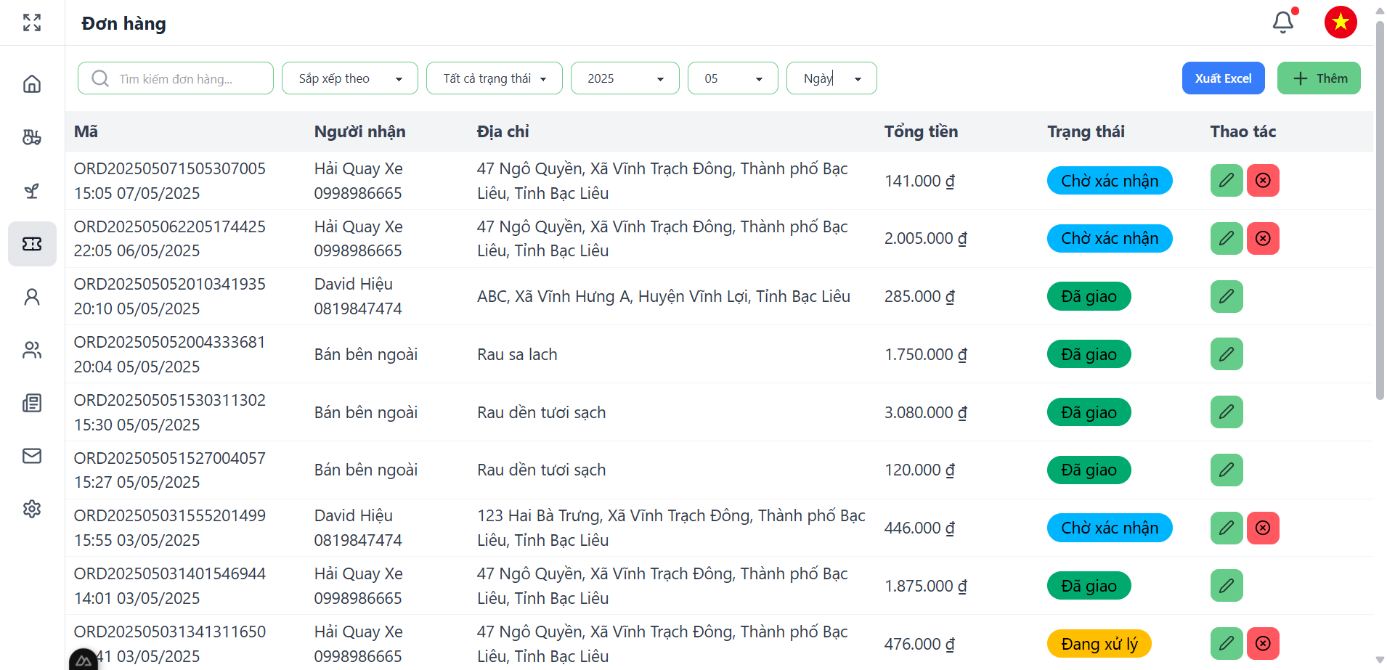 Đơn hàng
Tìm kiếm đơn hàng...
Sắp xếp theo
Tất cả trạng thái
2025
05
Ngày
Xuất Excel
Thêm
Mã
Người nhận
Địa chỉ
Tổng tiền
Trạng thái
Thao tác
ORD202505071505307005
15:05 07/05/2025
Hải Quay Xe
0998986665
47 Ngô Quyền, Xã Vĩnh Trạch Đông, Thành phố Bạc
Liêu, Tỉnh Bạc Liêu
141.000 ₫
Chờ xác nhận
ORD202505062205174425
22:05 06/05/2025
Hải Quay Xe
0998986665
47 Ngô Quyền, Xã Vĩnh Trạch Đông, Thành phố Bạc
Liêu, Tỉnh Bạc Liêu
2.005.000 ₫
Chờ xác nhận
ORD202505052010341935
20:10 05/05/2025
David Hiệu
0819847474
ABC, Xã Vĩnh Hưng A, Huyện Vĩnh Lợi, Tỉnh Bạc Liêu
285.000 ₫
Đã giao
ORD202505052004333681
20:04 05/05/2025
Bán bên ngoài
Rau sa lach
1.750.000 ₫
Đã giao
ORD202505051530311302
15:30 05/05/2025
Bán bên ngoài
Rau dền tươi sạch
3.080.000 ₫
Đã giao
ORD202505051527004057
15:27 05/05/2025
Bán bên ngoài
Rau dền tươi sạch
120.000 ₫
Đã giao
ORD202505031555201499
15:55 03/05/2025
David Hiệu
0819847474
123 Hai Bà Trưng, Xã Vĩnh Trạch Đông, Thành phố Bạc
Liêu, Tỉnh Bạc Liêu
446.000 ₫
Chờ xác nhận
ORD202505031401546944
14:01 03/05/2025
Hải Quay Xe
0998986665
47 Ngô Quyền, Xã Vĩnh Trạch Đông, Thành phố Bạc
Liêu, Tỉnh Bạc Liêu
1.875.000 ₫
Đã giao
ORD202505031341311650
41 03/05/2025
Hải Quay Xe
0998986665
47 Ngô Quyền, Xã Vĩnh Trạch Đông, Thành phố Bạc
Liêu, Tỉnh Bạc Liêu
476.000 ₫
Đang xử lý